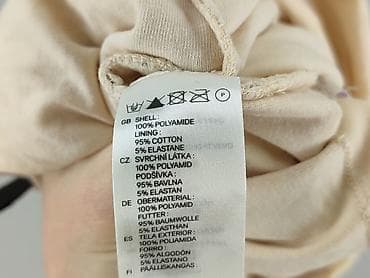 P
GB SHELL :
100% POLYAMIDE
LINING :
95% COTTON
5% ELASTANE
CZ SVRCHNÍ LÁTKA :
100% POLYAMID
PODŠÍVKA :
95% BAVLNA
5% ELASTAN
DE OBERMATERIAL :
100% POLYAMID
FUTTER :
95% BAUMWOLLE
5% ELASTHAN
ES TELA EXTERIOR :
100% POLIAMIDA
FORRO :
95% ALGODÓN
5% ELASTANO
FI PÄÄLLISKANGAS :